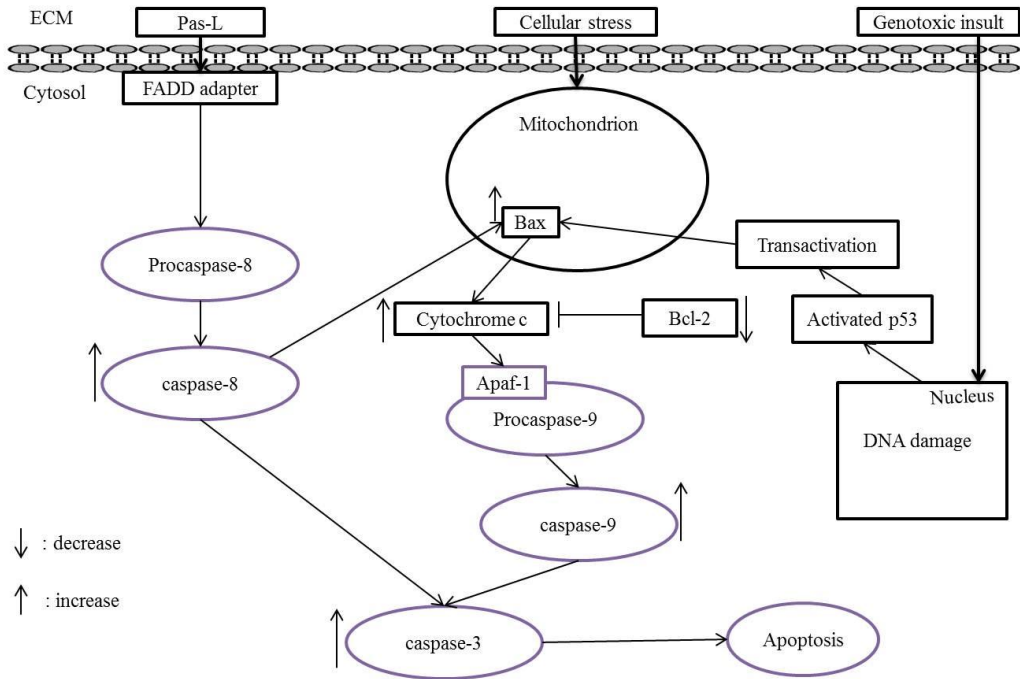 ECM
Pas-L
Cellular stress
Genotoxic insult
Cytosol
FADD adapter
Mitochondrion
Bax
Transactivation
Procaspase-8
Cytochrome c
Bcl-2
Activated p53
caspase-8
Apaf-1
Procaspase-9
Nucleus
DNA damage
caspase-9
: decrease
: increase
caspase-3
Apoptosis